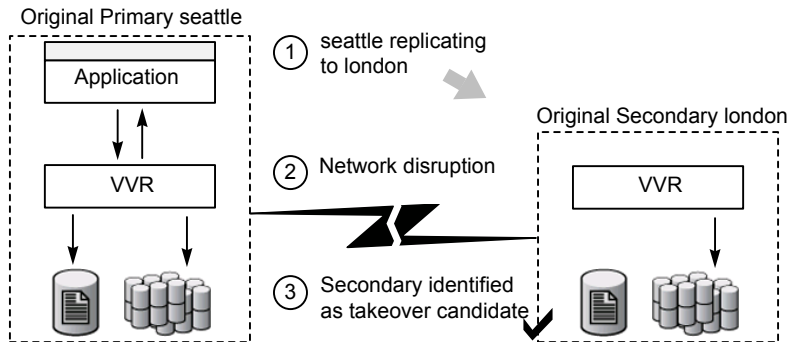 Original Primary seattle
Application
VVR
1
seattle replicating
to london
2
Network disruption
3
Secondary identified
as takeover candidate
Original Secondary london
VVR